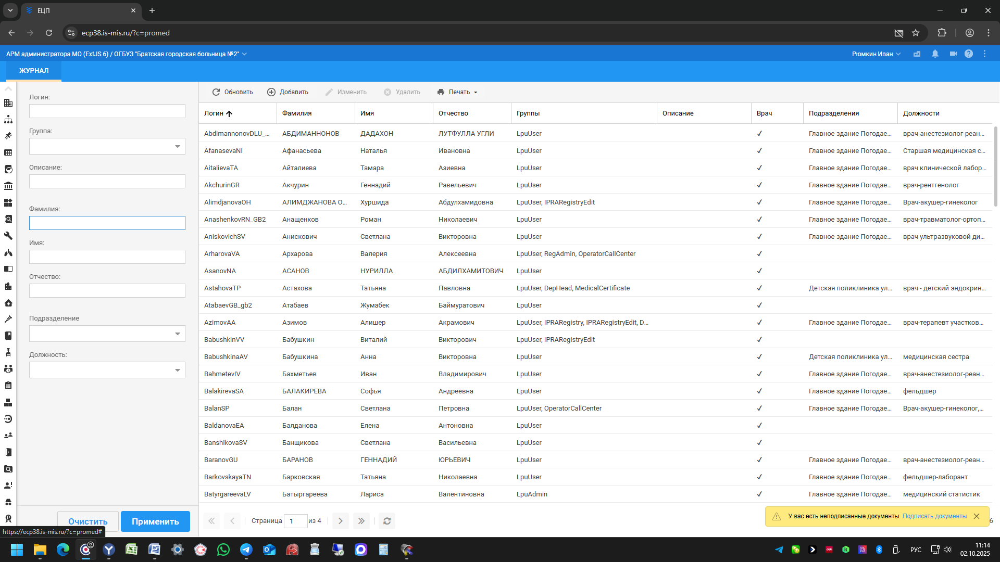 ЕЦП
ecp38.is-mis.ru/?c=promed
АРМ администратора МО (ExtJS 6) / ОГБУЗ "Братская городская больница №2"
Рюмкин Иван
ЖУРНАЛ
Логин:
Группа:
Описание:
Фамилия:
Имя:
Отчество:
Подразделение
Должность:
Очистить Применить
https://ecp38.is-mis.ru/?c=promed#
Обновить Добавить Изменить Удалить Печать
Логин Фамилия Имя Отчество Группы Описание Врач Подразделения Должности
AbdimannonovDLU_... АБДИМАННОНОВ ДАДАХОН ЛУТФУЛЛА УГЛИ LpuUser ✓ Главное здание Погодае... врач-анестезиолог-реан...
AfanasevaNI Афанасьева Наталья Ивановна LpuUser ✓ Главное здание Погодае... Старшая медицинская с...
AitalievaTA Айталиева Тамара Азиевна LpuUser ✓ Главное здание Погодае... врач клинической лабор...
AkchurinGR Акчурин Геннадий Равельевич LpuUser ✓ Главное здание Погодае... врач-рентгенолог
AlimdjanovaOH АЛИМДЖАНОВА О... Хуршида Абдулхамидовна LpuUser, IPRARegistryEdit ✓ Главное здание Погодае... Врач-акушер-гинеколог
AnashenkovRN_GB2 Анащенков Роман Николаевич LpuUser ✓ Главное здание Погодае... врач-травматолог-ортоп...
AniskovichSV Анискович Светлана Викторовна LpuUser ✓ Главное здание Погодае... врач ультразвуковой ди...
ArharovaVA Архарова Валерия Алексеевна LpuUser, RegAdmin, OperatorCallCenter ✓
AsanovNA АСАНОВ НУРИЛЛА АБДИЛХАМИТОВИЧ LpuUser ✓
AstahovaTP Астахова Татьяна Павловна LpuUser, DepHead, MedicalCertificate ✓ Детская поликлиника ул... врач - детский эндокрин...
AtabaevGB_gb2 Атабаев Жумабек Баймуратович LpuUser ✓
AzimovAA Азимов Алишер Акрамович LpuUser, IPRARegistry, IPRARegistryEdit, D... ✓ Главное здание Погодае... врач-терапевт участков...
BabushkinVV Бабушкин Виталий Викторович LpuUser, IPRARegistryEdit ✓
BabushkinaAV Бабушкина Анна Викторовна LpuUser ✓ Детская поликлиника ул... медицинская сестра
BahmetevIV Бахметьев Иван Владимирович LpuUser ✓ Главное здание Погодае... врач-анестезиолог-реан...
BalakirevaSA БАЛАКИРЕВА Софья Андреевна LpuUser ✓ Главное здание Погодае... фельдшер
BalanSP Балан Светлана Петровна LpuUser, OperatorCallCenter ✓ Главное здание Погодае... Врач-акушер-гинеколог,...
BaldanovaEA Балданова Елена Антоновна LpuUser ✓
BanshikovaSV Банщикова Светлана Васильевна LpuUser ✓
BaranovGU БАРАНОВ ГЕННАДИЙ ЮРЬЕВИЧ LpuUser ✓ Главное здание Погодае... врач-анестезиолог-реан...
BarkovskayaTN Барковская Татьяна Николаевна LpuUser ✓ Главное здание Погодае... фельдшер-лаборант
BatyrgareevaLV Батыргареева Лариса Валентиновна LpuAdmin ✓ Главное здание Погодае... медицинский статистик
Страница 1 из 4
У вас есть неподписанные документы. Подписать документы
6
РУС
11:14
02.10.2025